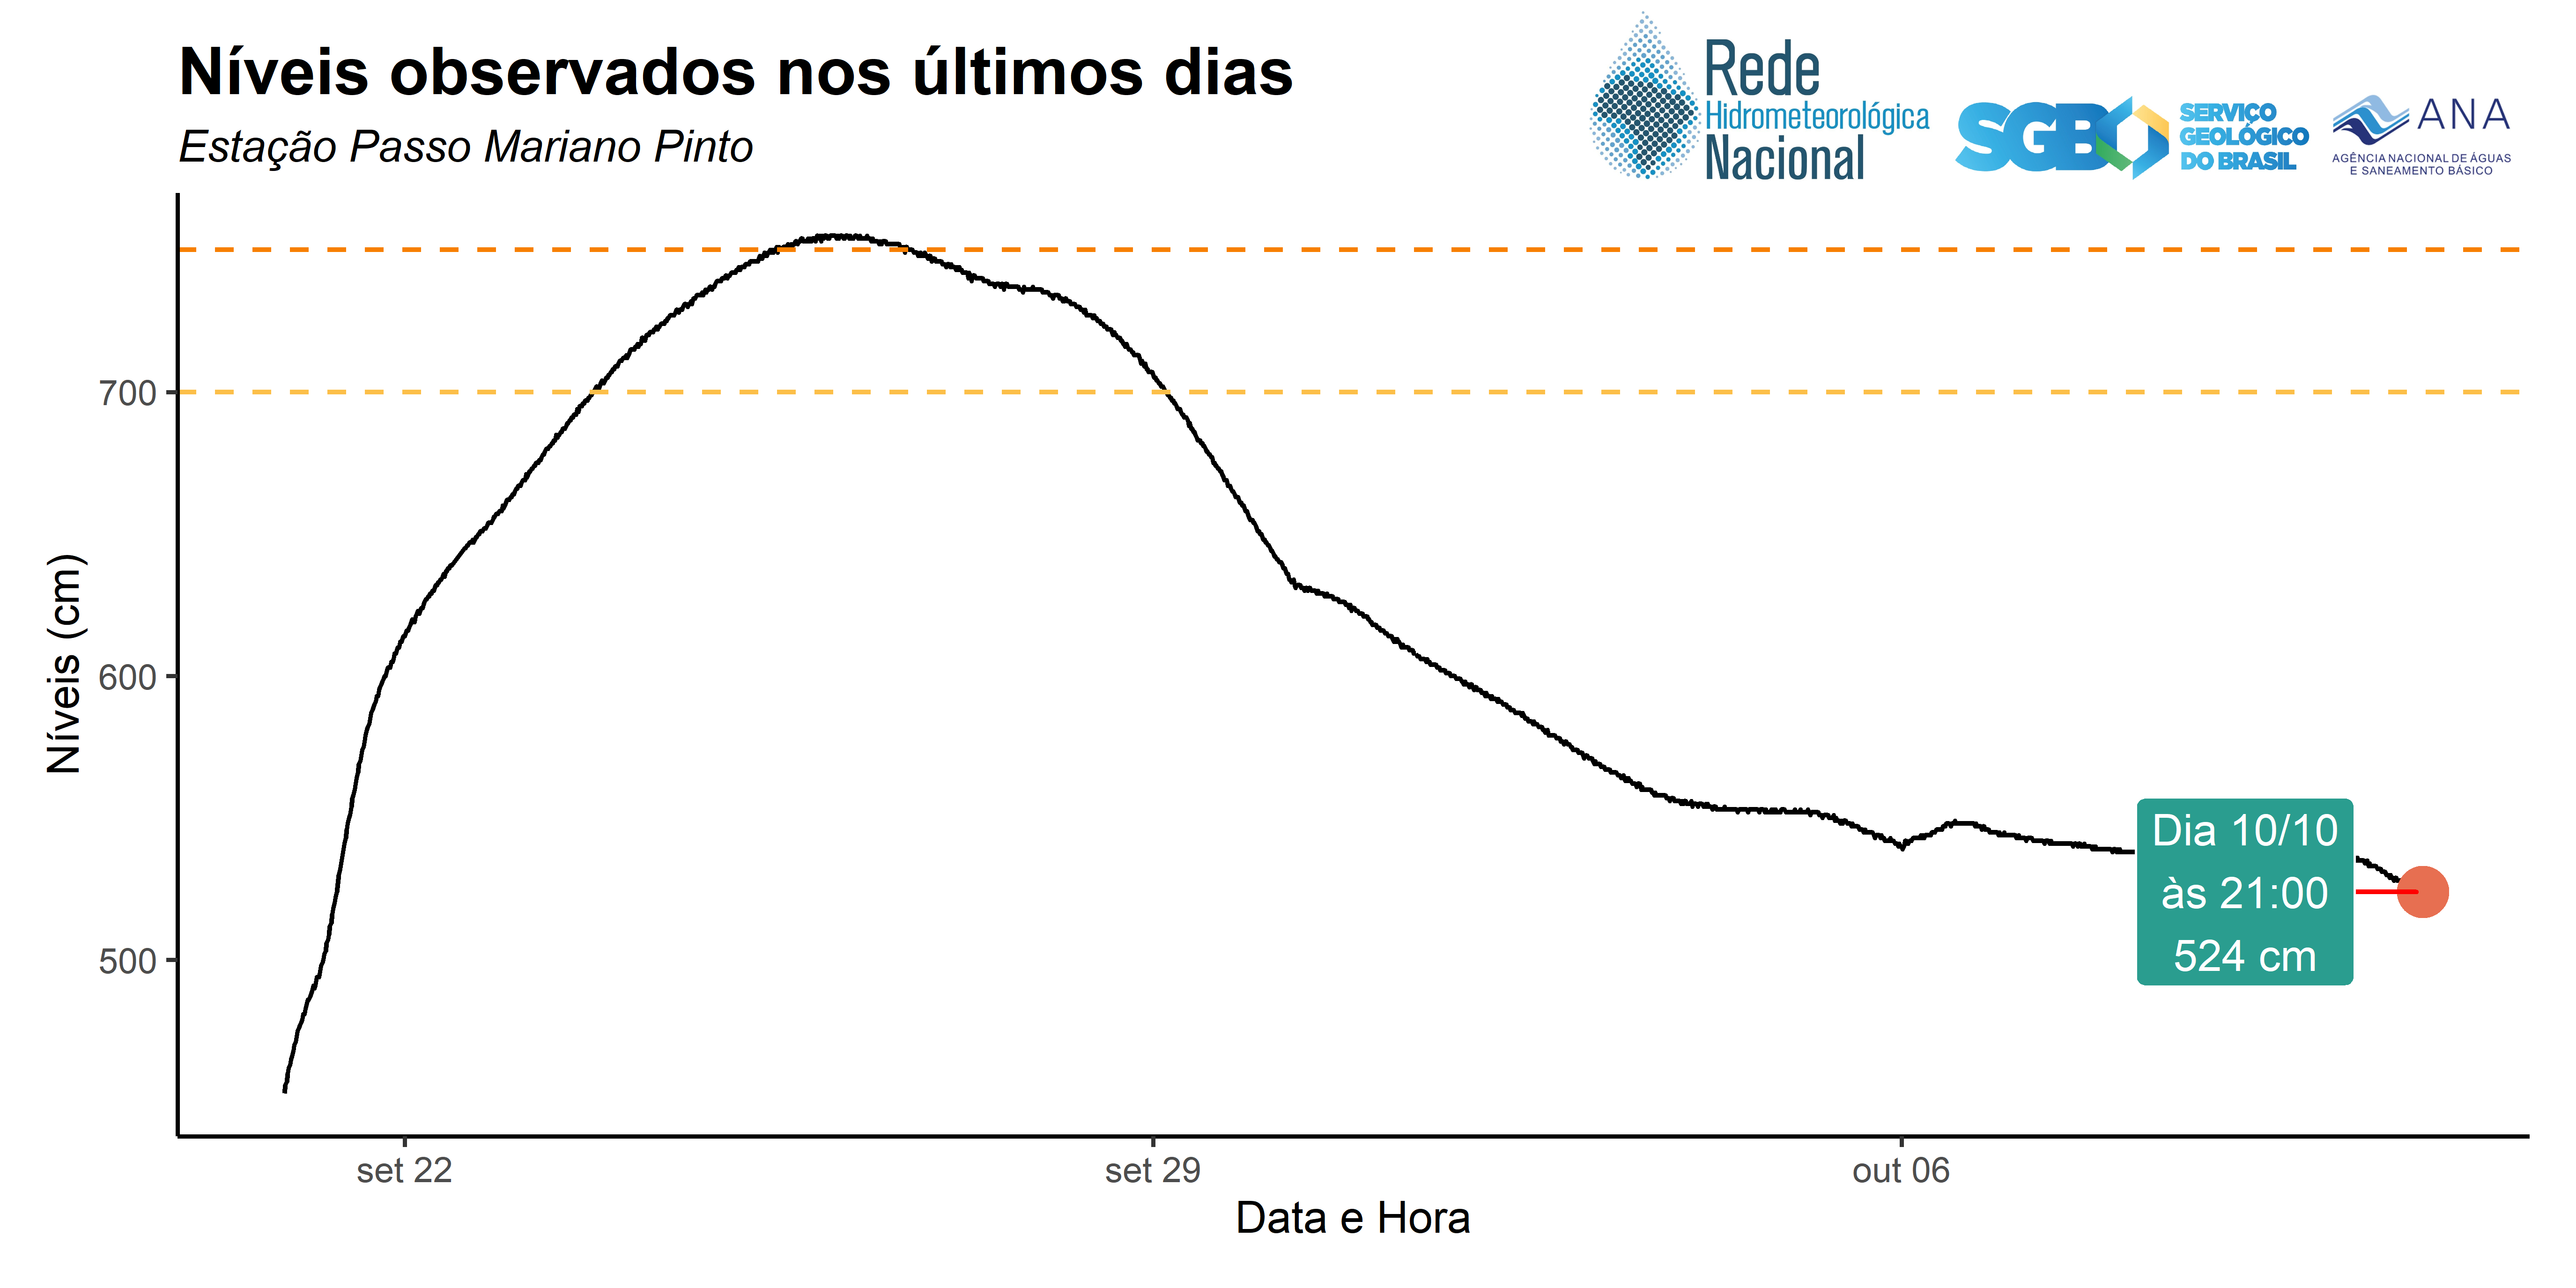 Níveis observados nos últimos dias
Estação Passo Mariano Pinto
Rede
Hidrometeorológica
Nacional
SGB
SERVIÇO
GEOLÓGICO
DO BRASIL
ANA
AGÊNCIA NACIONAL DE ÁGUAS
E SANEAMENTO BÁSICO
Níveis (cm)
700
600
500
Dia 10/10
às 21:00
524 cm
set 22
set 29
out 06
Data e Hora